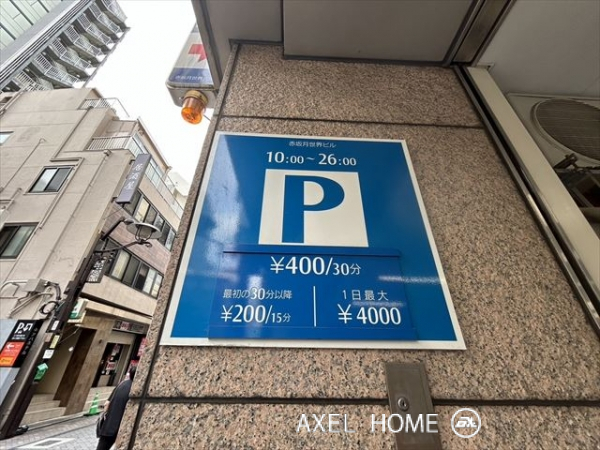 赤坂月世界ビル
10:00~26:00
P
¥400/30分
最初の30分以降
¥200/15分
1日最大
¥4000
AXEL HOME